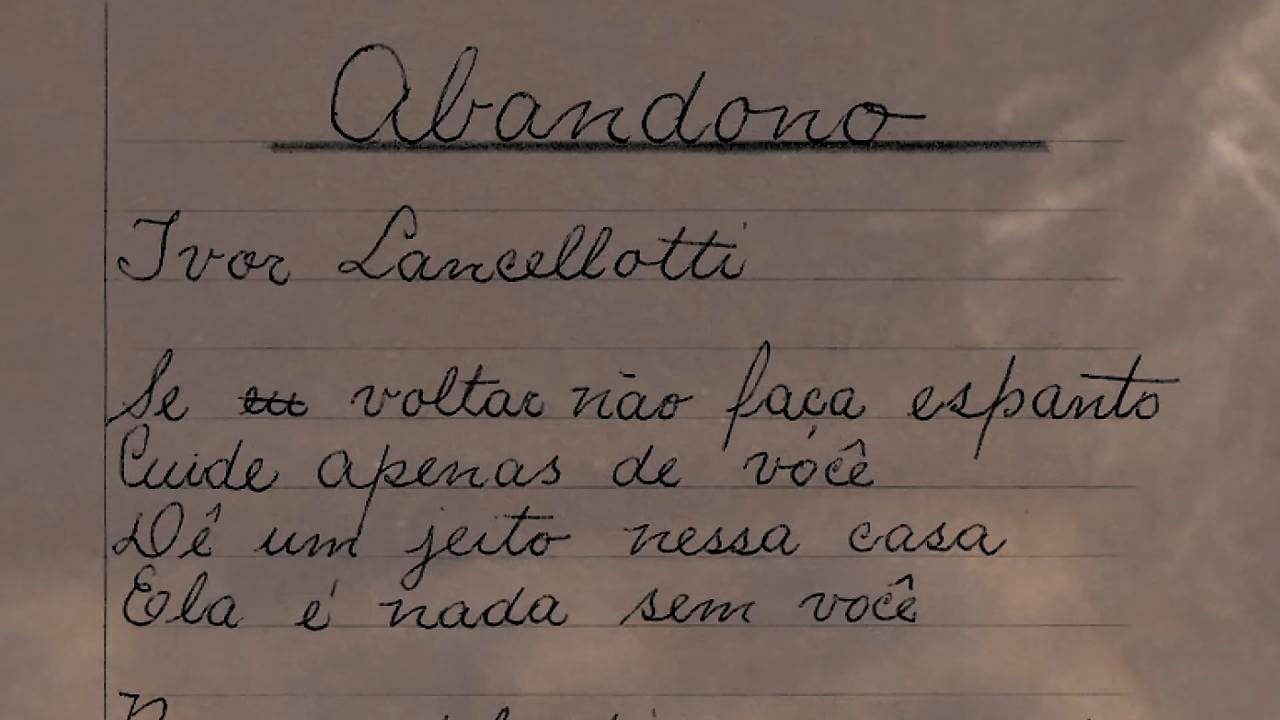 Abandono
Ivor Lancellotti
Se eu voltar não faça espanto
Cuide apenas de você
Dê um jeito nessa casa
Ela é nada sem você